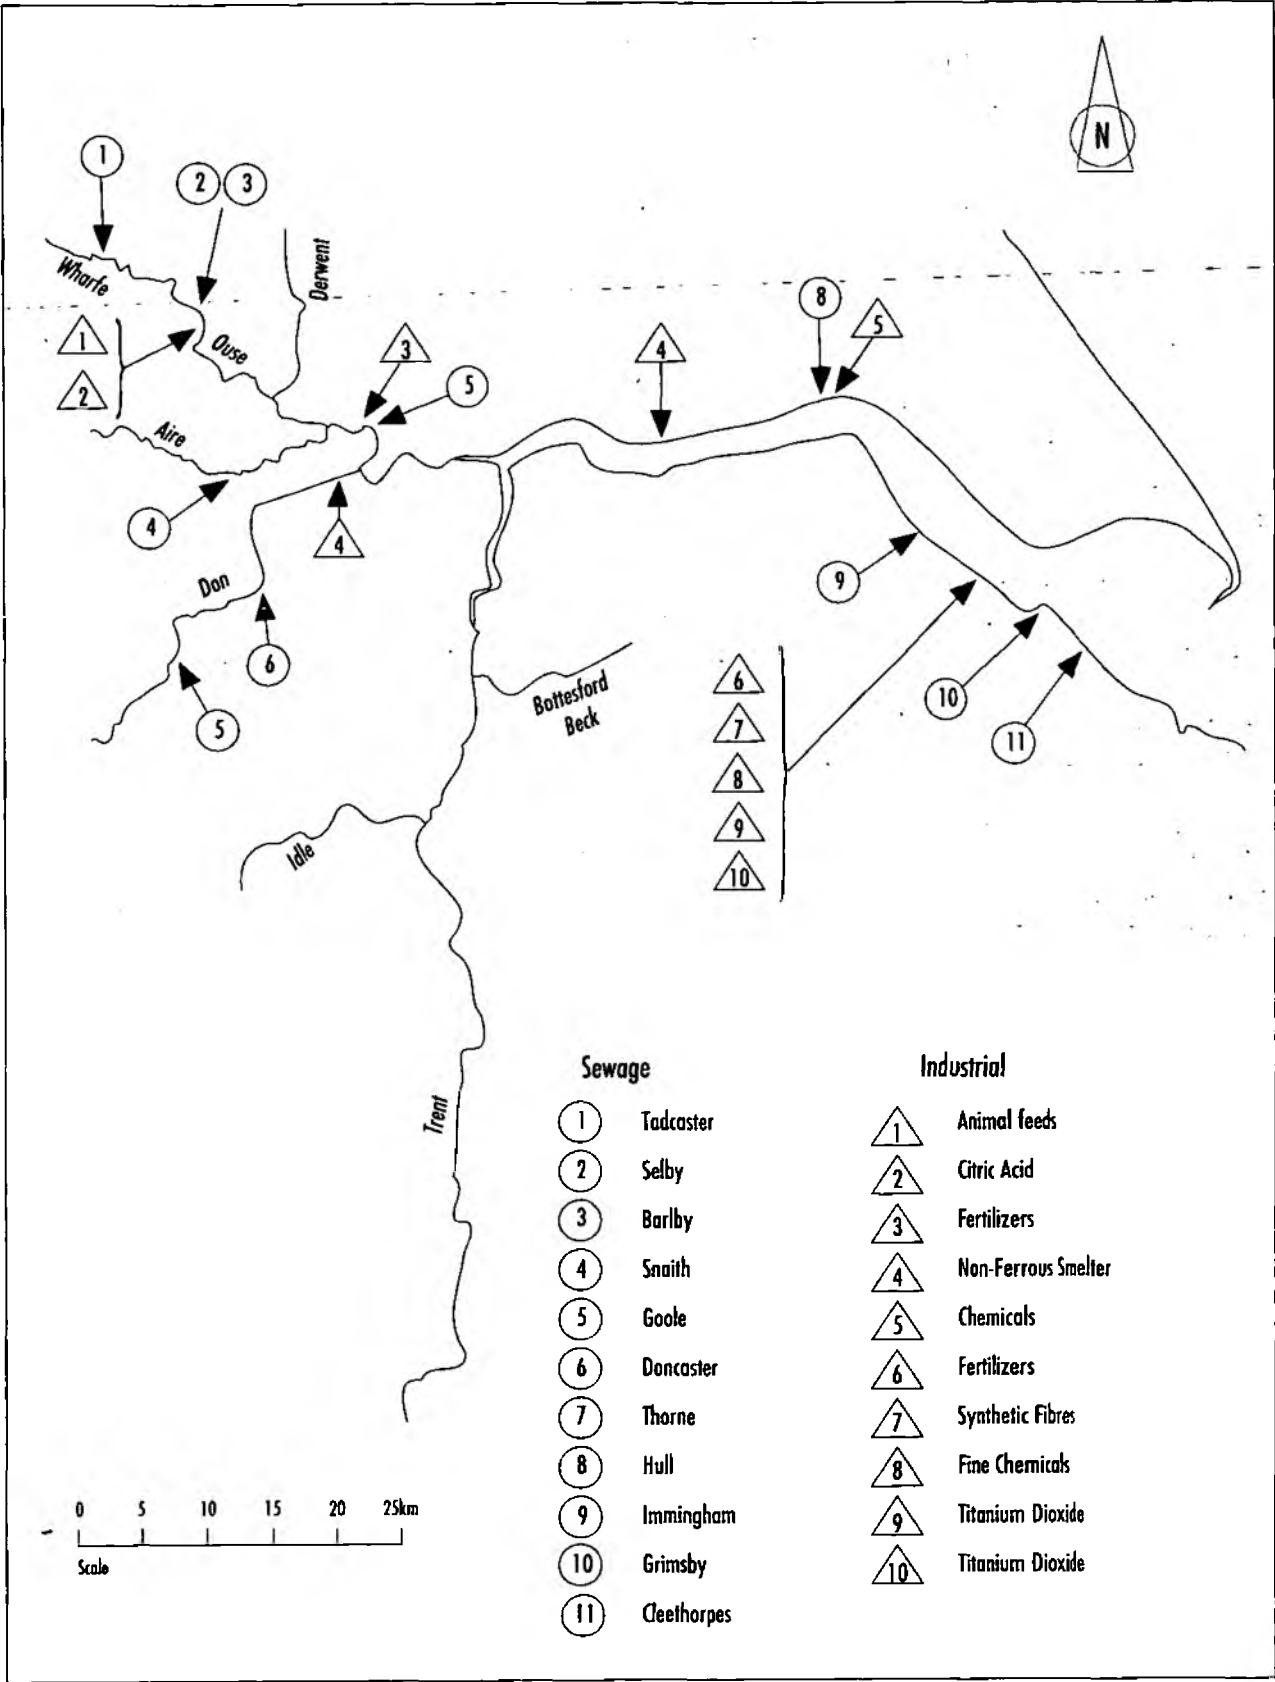 N
1
2 3
Wharfe
Derwent
8
5
1
2
Ouse
3
4
5
Aire
4
4
Don
9
6
5
Bottesford
Beck
6
7
8
9
10
10
11
Idle
Trent
Sewage
1 Tadcaster
2 Selby
3 Barlby
4 Snaith
5 Goole
6 Doncaster
7 Thorne
8 Hull
9 Immingham
10 Grimsby
11 Cleethorpes
Industrial
1 Animal feeds
2 Citric Acid
3 Fertilizers
4 Non-Ferrous Smelter
5 Chemicals
6 Fertilizers
7 Synthetic Fibres
8 Fine Chemicals
9 Titanium Dioxide
10 Titanium Dioxide
0 5 10 15 20 25km
Scale